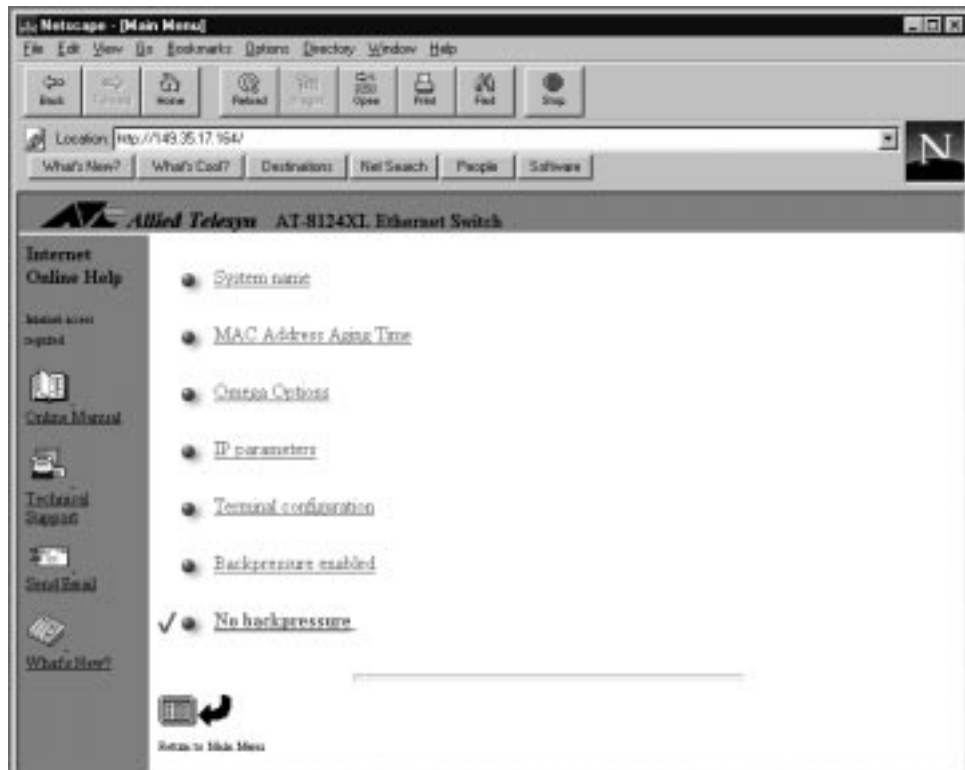 Netscape - [Main Menu]
File Edit View Go Bookmarks Options Directory Window Help
Back Forward Home Reload Images Open Print Find Stop
Location: http://149.35.17.164/
What's New? What's Cool? Destinations Net Search People Software
N
Allied Telesyn AT-8124XL Ethernet Switch
Internet
Online Help
Internet access
required
Online Manual
Technical
Support
Send Email
What's New?
System name
MAC Address Aging Time
Omega Options
IP parameters
Terminal configuration
Backpressure enabled
No backpressure
Return to Main Menu